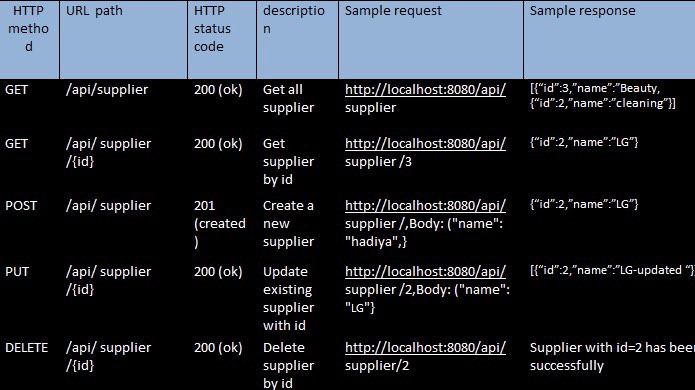 HTTP metho d | URL path | HTTP status code | descriptio n | Sample request | Sample response
GET | /api/supplier | 200 (ok) | Get all supplier | http://localhost:8080/api/ supplier | [{“id”:3,”name”:”Beauty, {“id”:2,”name”:”cleaning”}]
GET | /api/ supplier /{id} | 200 (ok) | Get supplier by id | http://localhost:8080/api/ supplier /3 | {“id”:2,”name”:”LG”}
POST | /api/ supplier | 201 (created ) | Create a new supplier | http://localhost:8080/api/ supplier /,Body: ("name": "hadiya",} | {“id”:2,”name”:”LG”}
PUT | /api/ supplier /{id} | 200 (ok) | Update existing supplier with id | http://localhost:8080/api/ supplier /2,Body: ("name": "LG"} | [{“id”:2,”name”:”LG-updated “}
DELETE | /api/ supplier /{id} | 200 (ok) | Delete supplier by id | http://localhost:8080/api/ supplier/2 | Supplier with id=2 has been successfully